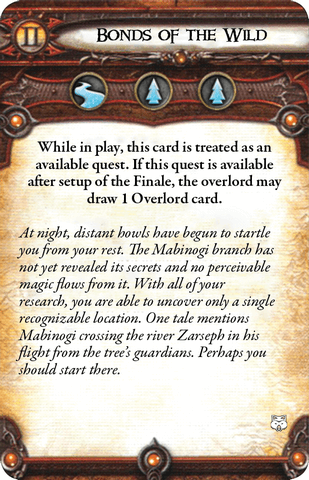 II
Bonds of the Wild
While in play, this card is treated as an
available quest. If this quest is available
after setup of the Finale, the overlord may
draw 1 Overlord card.
At night, distant howls have begun to startle
you from your rest. The Mabinogi branch has
not yet revealed its secrets and no perceivable
magic flows from it. With all of your
research, you are able to uncover only a single
recognizable location. One tale mentions
Mabinogi crossing the river Zarseph in his
flight from the tree's guardians. Perhaps you
should start there.